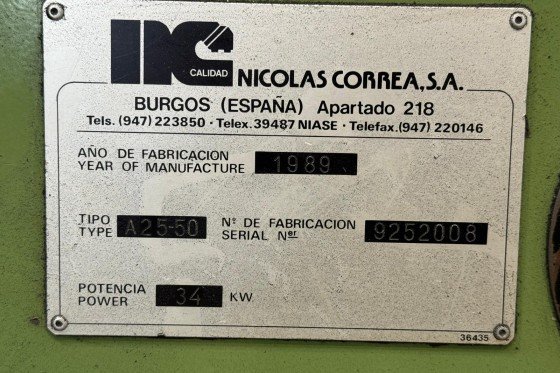 NC
CALIDAD
NICOLAS CORREA, S.A.
BURGOS (ESPAÑA) Apartado 218
Tels. (947) 223850 · Telex. 39487 NIASE · Telefax. (947) 220146
AÑO DE FABRICACION
YEAR OF MANUFACTURE 1989
TIPO
TYPE A25-50
Nº DE FABRICACION
SERIAL Ner 9252008
POTENCIA
POWER 34 KW
36435